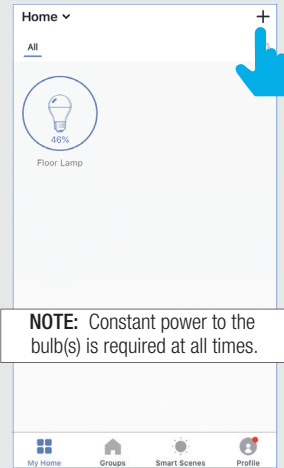 Home
All
46%
Floor Lamp
NOTE: Constant power to the
bulb(s) is required at all times.
My Home Groups Smart Scenes Profile